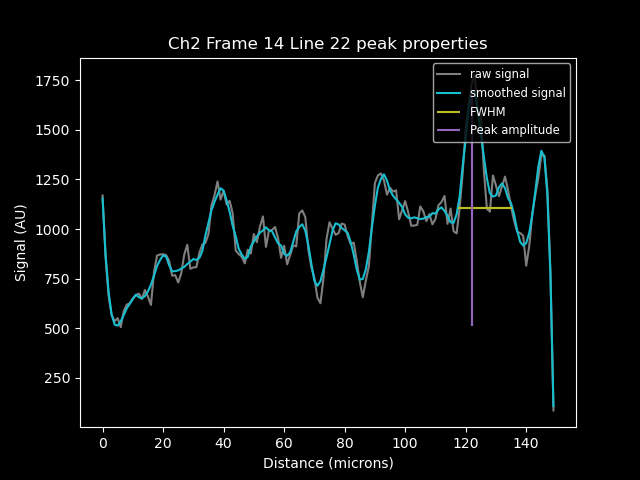 Ch2 Frame 14 Line 22 peak properties
raw signal
smoothed signal
FWHM
Peak amplitude
1750
1500
1250
1000
750
500
250
Signal (AU)
0 20 40 60 80 100 120 140
Distance (microns)